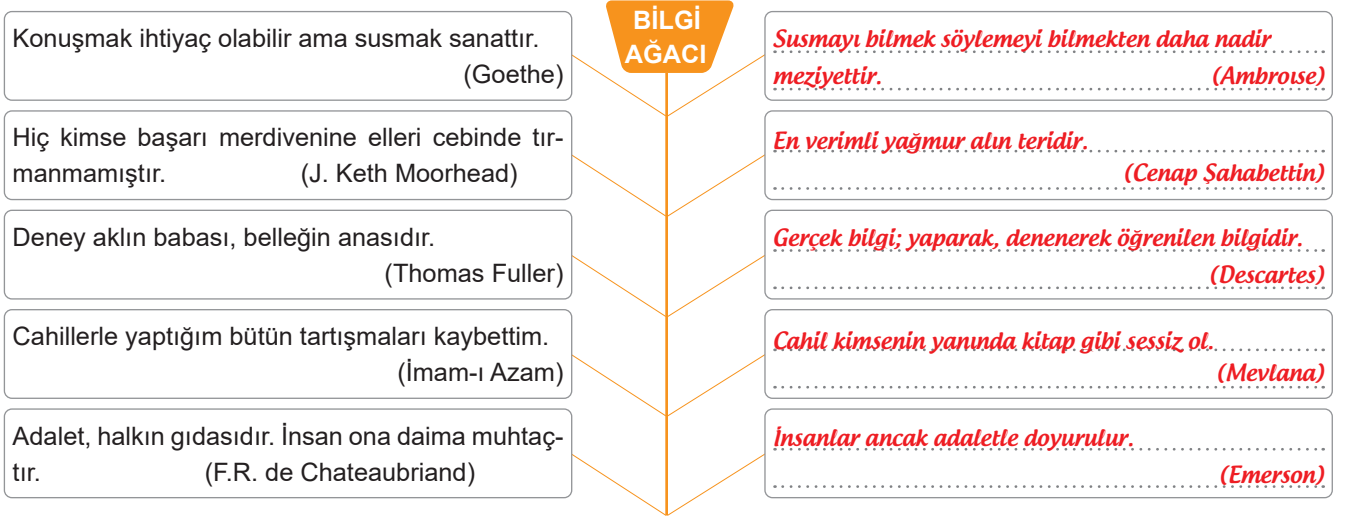 BİLGİ
AĞACI
Konuşmak ihtiyaç olabilir ama susmak sanattır.
(Goethe)
Susmayı bilmek söylemeyi bilmekten daha nadir
meziyettir. (Ambroıse)
Hiç kimse başarı merdivenine elleri cebinde tır-
manmamıştır. (J. Keth Moorhead)
En verimli yağmur alın teridir.
(Cenap Şahabettin)
Deney aklın babası, belleğin anasıdır.
(Thomas Fuller)
Gerçek bilgi; yaparak, denenerek öğrenilen bilgidir.
(Descartes)
Cahillerle yaptığım bütün tartışmaları kaybettim.
(İmam-ı Azam)
Cahil kimsenin yanında kitap gibi sessiz ol.
(Mevlana)
Adalet, halkın gıdasıdır. İnsan ona daima muhtaç-
tır. (F.R. de Chateaubriand)
İnsanlar ancak adaletle doyurulur.
(Emerson)